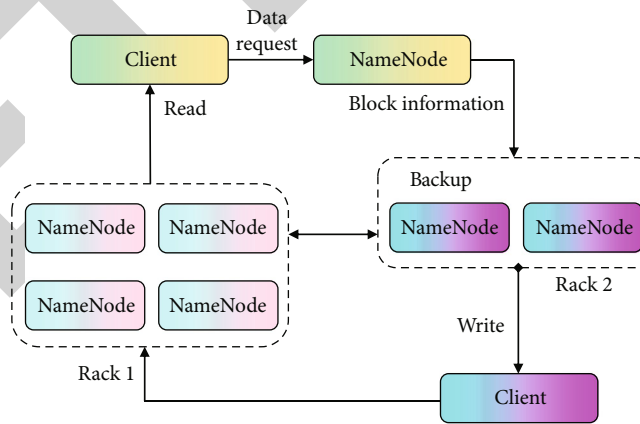 Data
request
Client
NameNode
Read
Block information
Backup
NameNode
NameNode
NameNode
NameNode
NameNode
NameNode
Rack 2
Write
Rack 1
Client